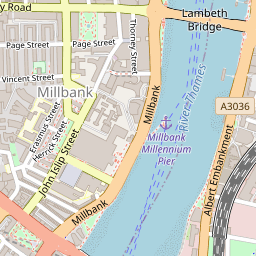 Lambeth
Bridge
y Road
Page Street
Page Street
Thorney Street
Vincent Street
Millbank
Millbank
A3036
River Thames
Erasmus Street
Herrick Street
Millbank
Millennium
Pier
John Islip Street
Albert Embankment
Millbank